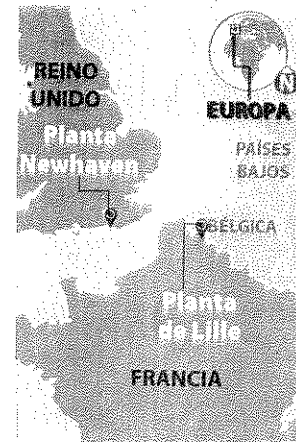 REINO
UNIDO
Planta
Newhaven
N
EUROPA
PAÍSES
BAJOS
BÉLGICA
Planta
de Lille
FRANCIA